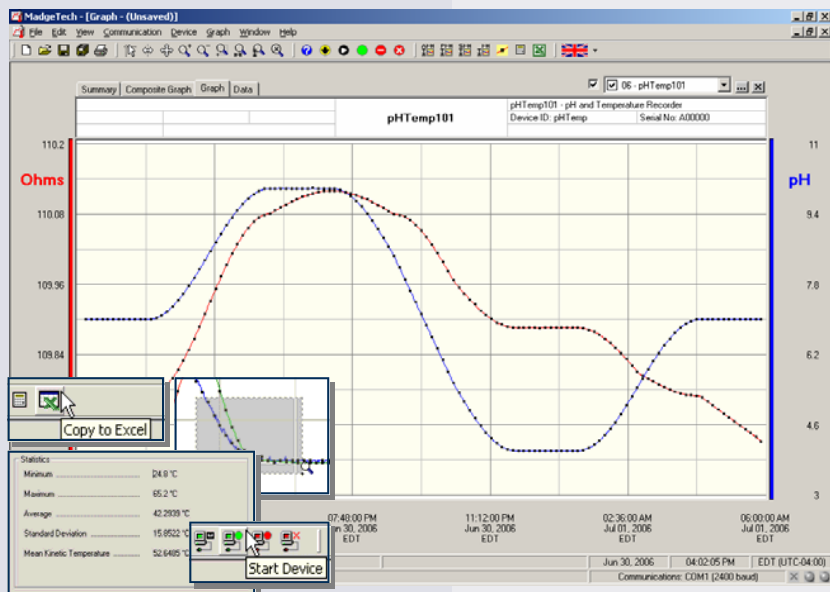 MadgeTech - [Graph - (Unsaved)]
File Edit View Communication Device Graph Window Help
Summary Composite Graph Graph Data
06 - pHTemp101
pHTemp101
pHTemp101 - pH and Temperature Recorder
Device ID: pHTemp Serial No: A00000
110.2
11
Ohms
pH
110.08
9.4
109.96
7.8
109.84
6.2
4.6
3
Copy to Excel
Statistics
Minimum 24.8 °C
Maximum 65.2 °C
Average 42.2939 °C
Standard Deviation 15.8522 °C
Mean Kinetic Temperature 52.6485 °C
Start Device
07:48:00 PM
Jun 30, 2006
EDT
11:12:00 PM
Jun 30, 2006
EDT
02:36:00 AM
Jul 01, 2006
EDT
06:00:00 AM
Jul 01, 2006
EDT
Jun 30, 2006 04:02:05 PM EDT (UTC-04:00)
Communications: COM1 (2400 baud)